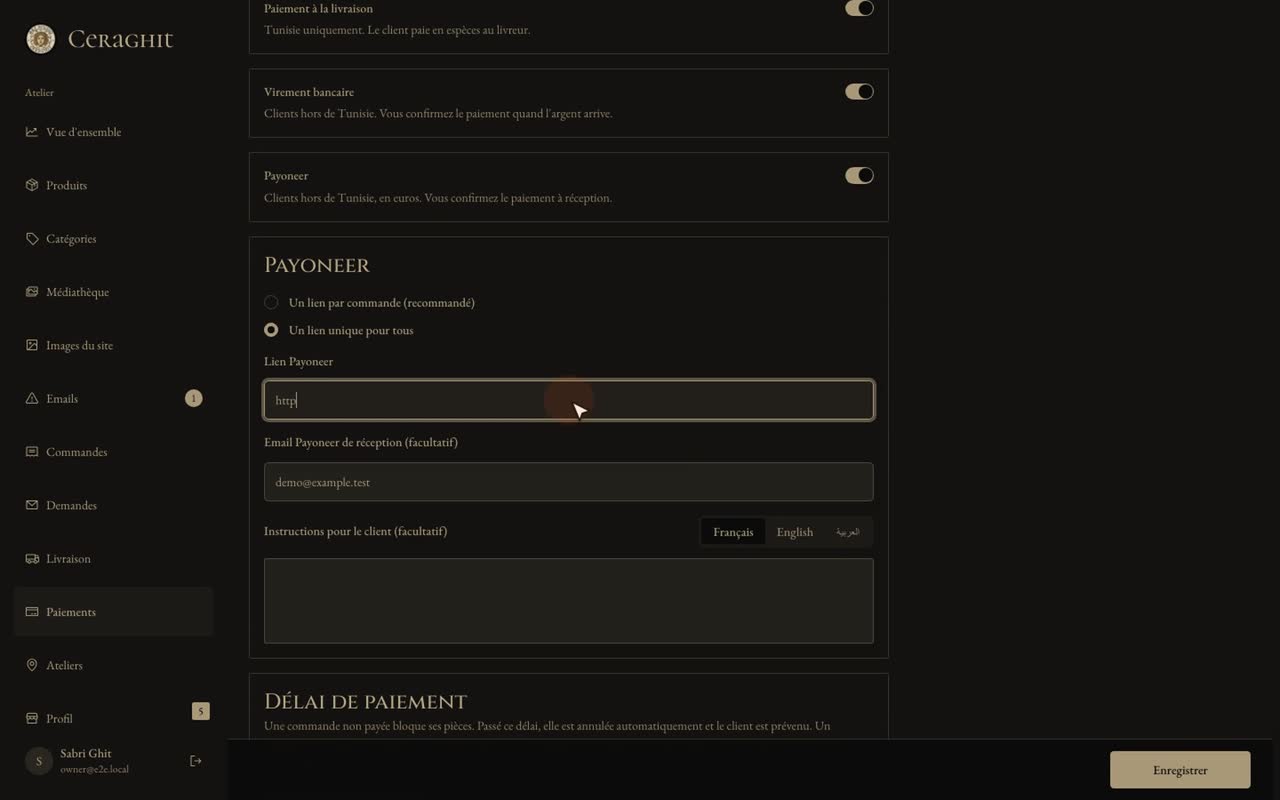 Ceraghit
Atelier
Vue d'ensemble
Produits
Catégories
Médiathèque
Images du site
Emails
1
Commandes
Demandes
Livraison
Paiements
Ateliers
Profil
5
S
Sabri Ghit
owner@e2e.local
Paiement à la livraison
Tunisie uniquement. Le client paie en espèces au livreur.
Virement bancaire
Clients hors de Tunisie. Vous confirmez le paiement quand l'argent arrive.
Payoneer
Clients hors de Tunisie, en euros. Vous confirmez le paiement à réception.
Payoneer
Un lien par commande (recommandé)
Un lien unique pour tous
Lien Payoneer
http
Email Payoneer de réception (facultatif)
demo@example.test
Instructions pour le client (facultatif)
Français English العربية
Délai de paiement
Une commande non payée bloque ses pièces. Passé ce délai, elle est annulée automatiquement et le client est prévenu. Un
Enregistrer